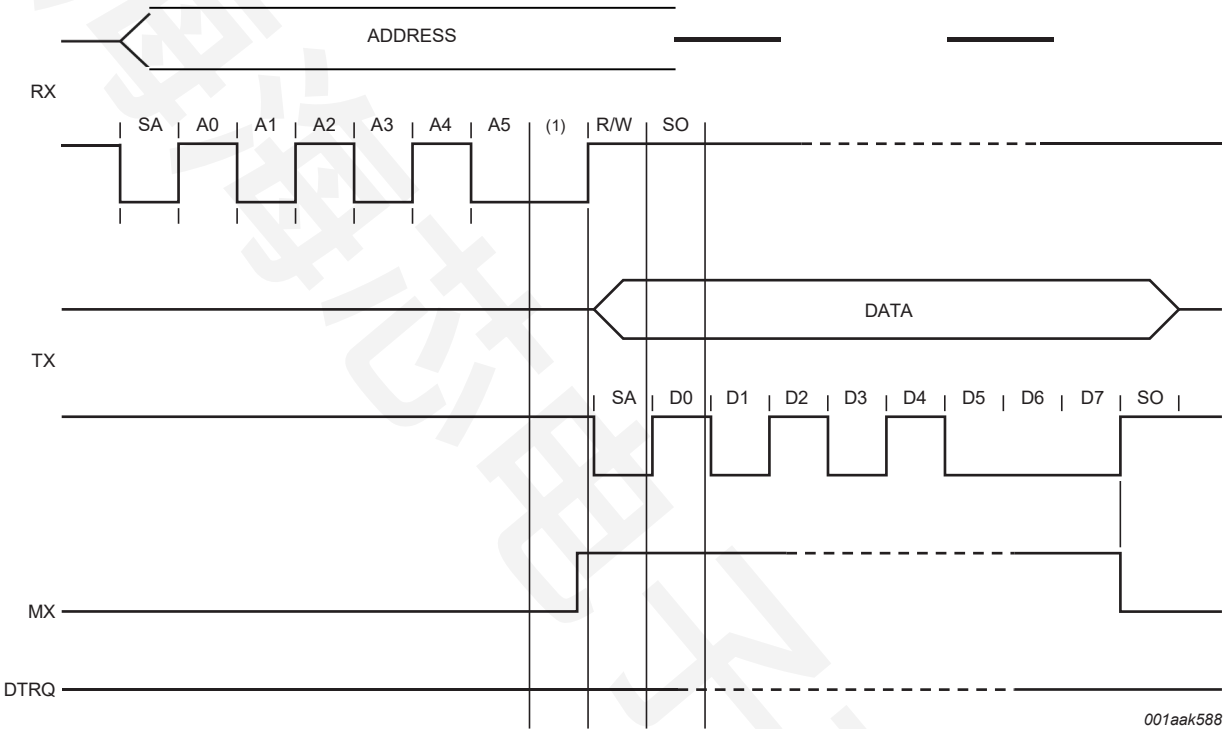 ADDRESS
RX
SA A0 A1 A2 A3 A4 A5 (1) R/W SO
DATA
TX
SA D0 D1 D2 D3 D4 D5 D6 D7 SO
MX
DTRQ
001aak588